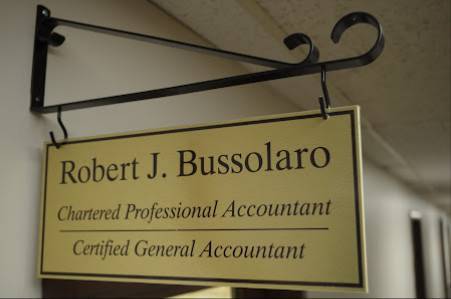 Robert J. Bussolaro
Chartered Professional Accountant
Certified General Accountant